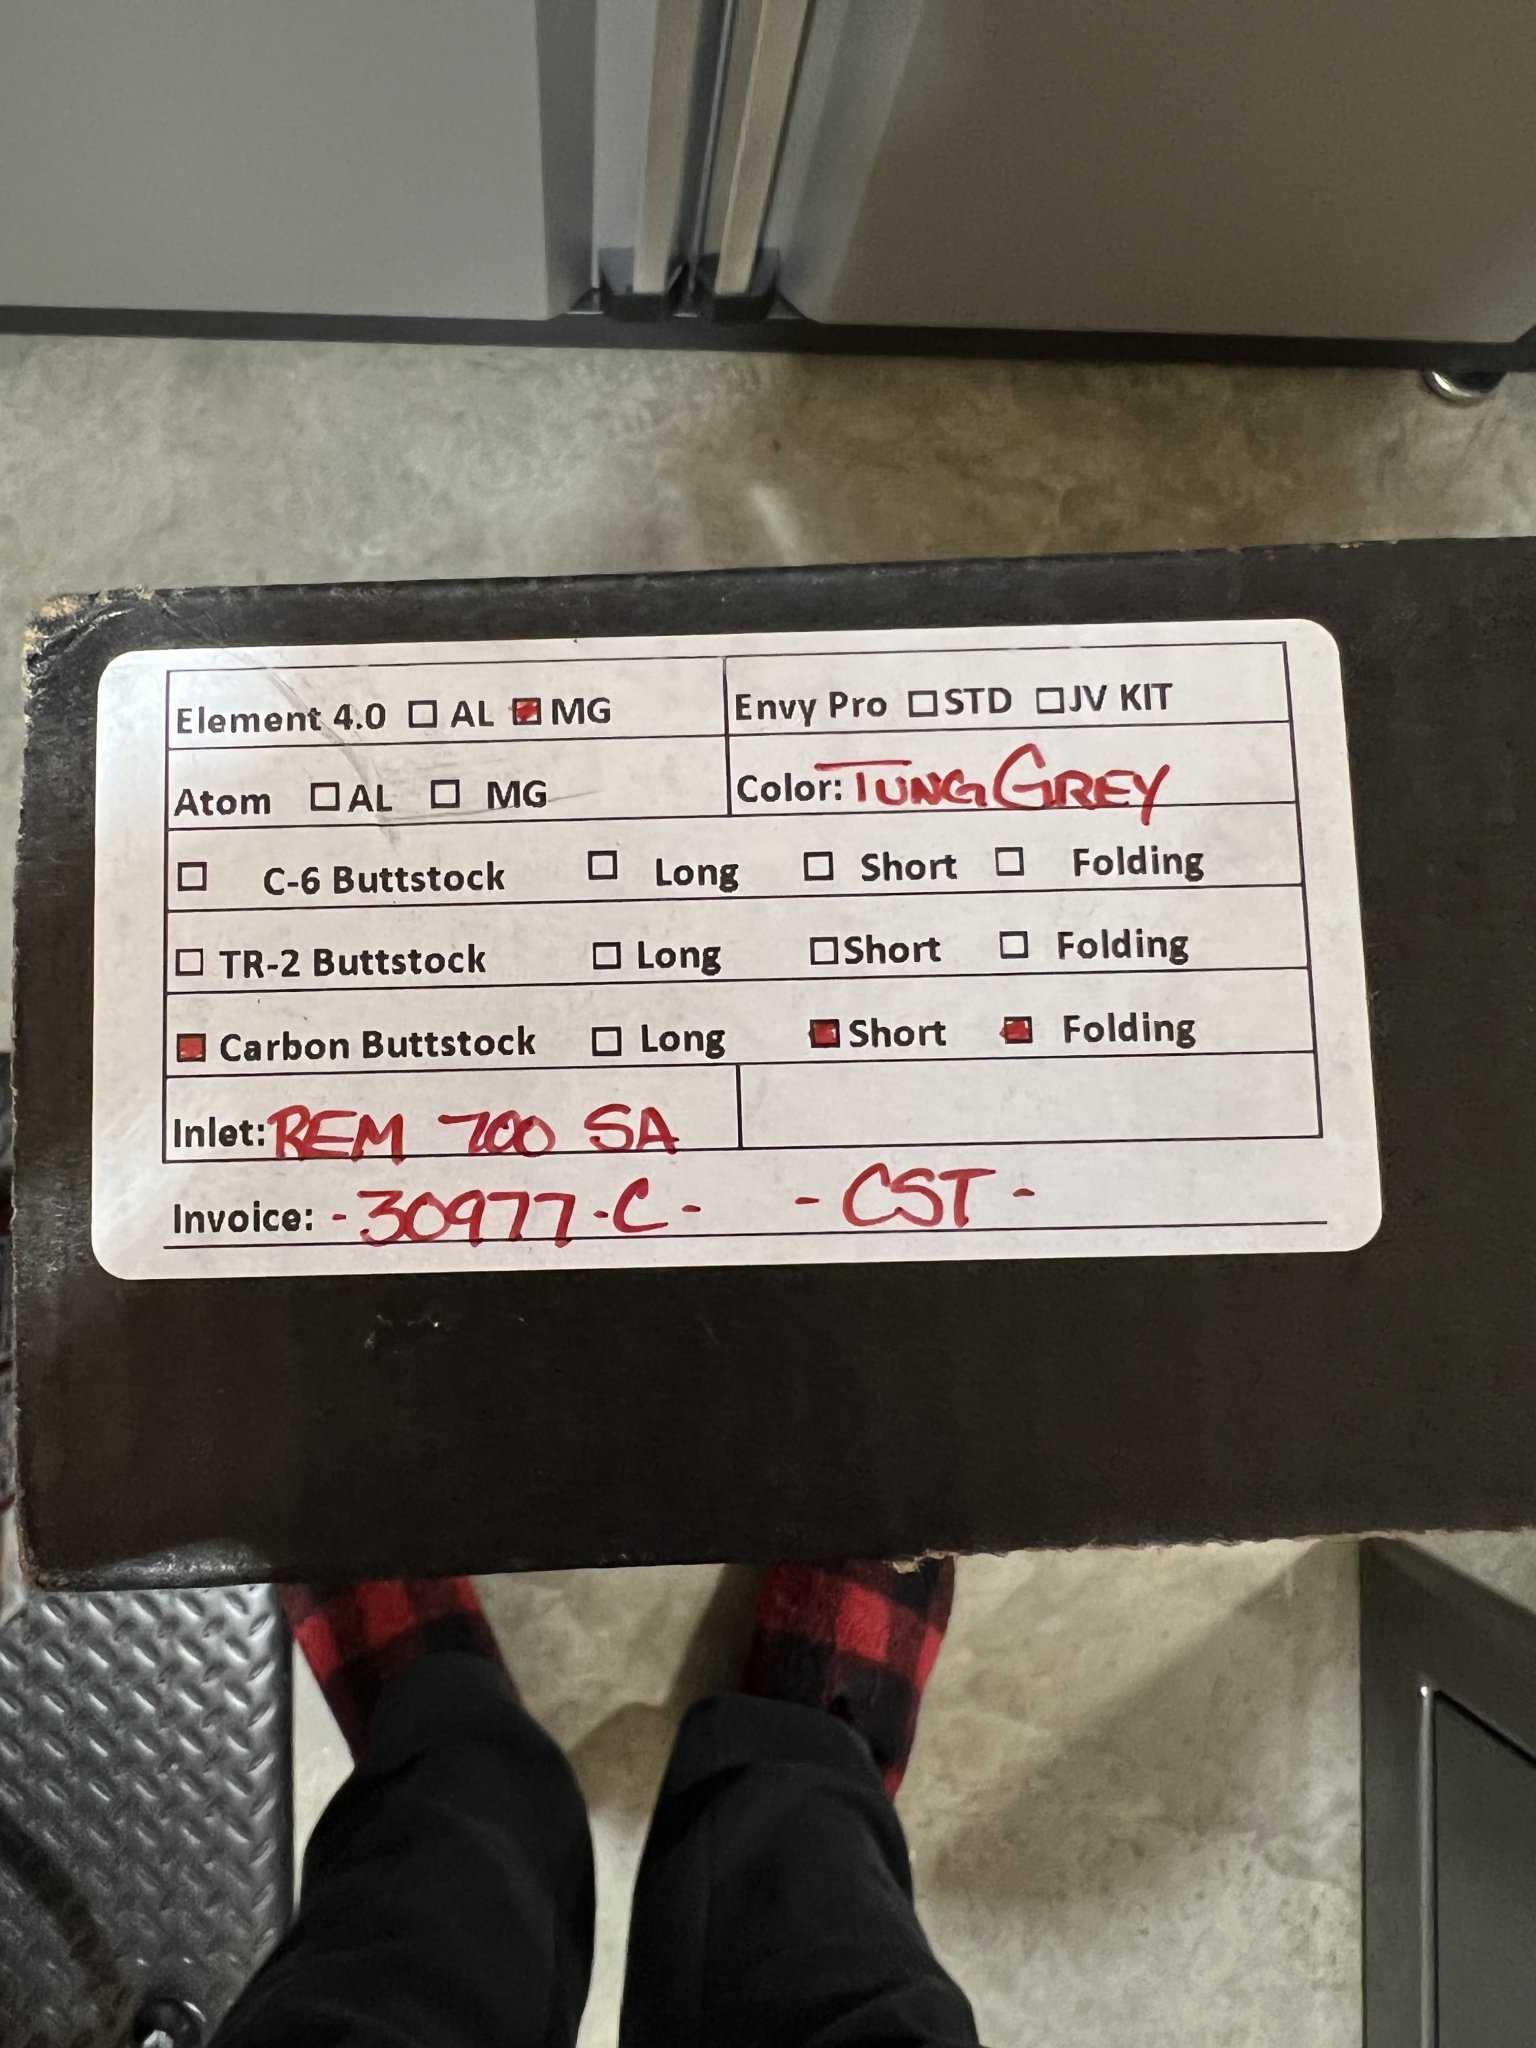 Element 4.0 ☐ AL ☒ MG
Envy Pro ☐ STD ☐ JV KIT
Atom ☐ AL ☐ MG
Color: TUNG GREY
☐ C-6 Buttstock ☐ Long ☐ Short ☐ Folding
☐ TR-2 Buttstock ☐ Long ☐ Short ☐ Folding
☒ Carbon Buttstock ☐ Long ☒ Short ☒ Folding
Inlet: REM 700 SA
Invoice: -30977-C- -CST-